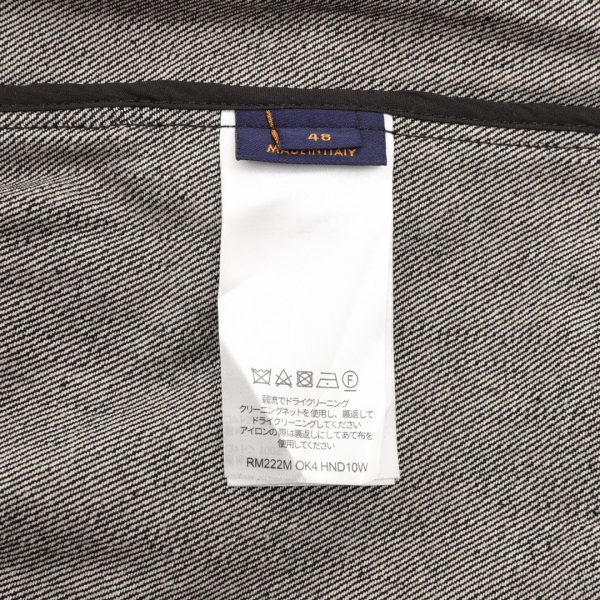 48
MADE IN ITALY
弱流でドライクリーニング
クリーニングネットを使用し、裏返して
ドライクリーニングしてください
アイロンの際は裏返しにしてあて布を
使用してください
RM222M OK4 HND10W